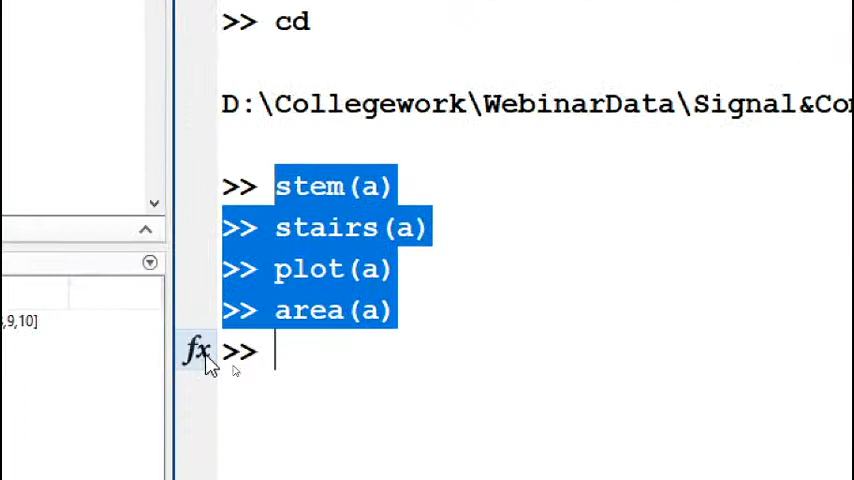 >> cd
D:\Collegework\WebinarData\Signal&Co
>> stem(a)
>> stairs(a)
>> plot(a)
>> area(a)
,9,10]
fx >>